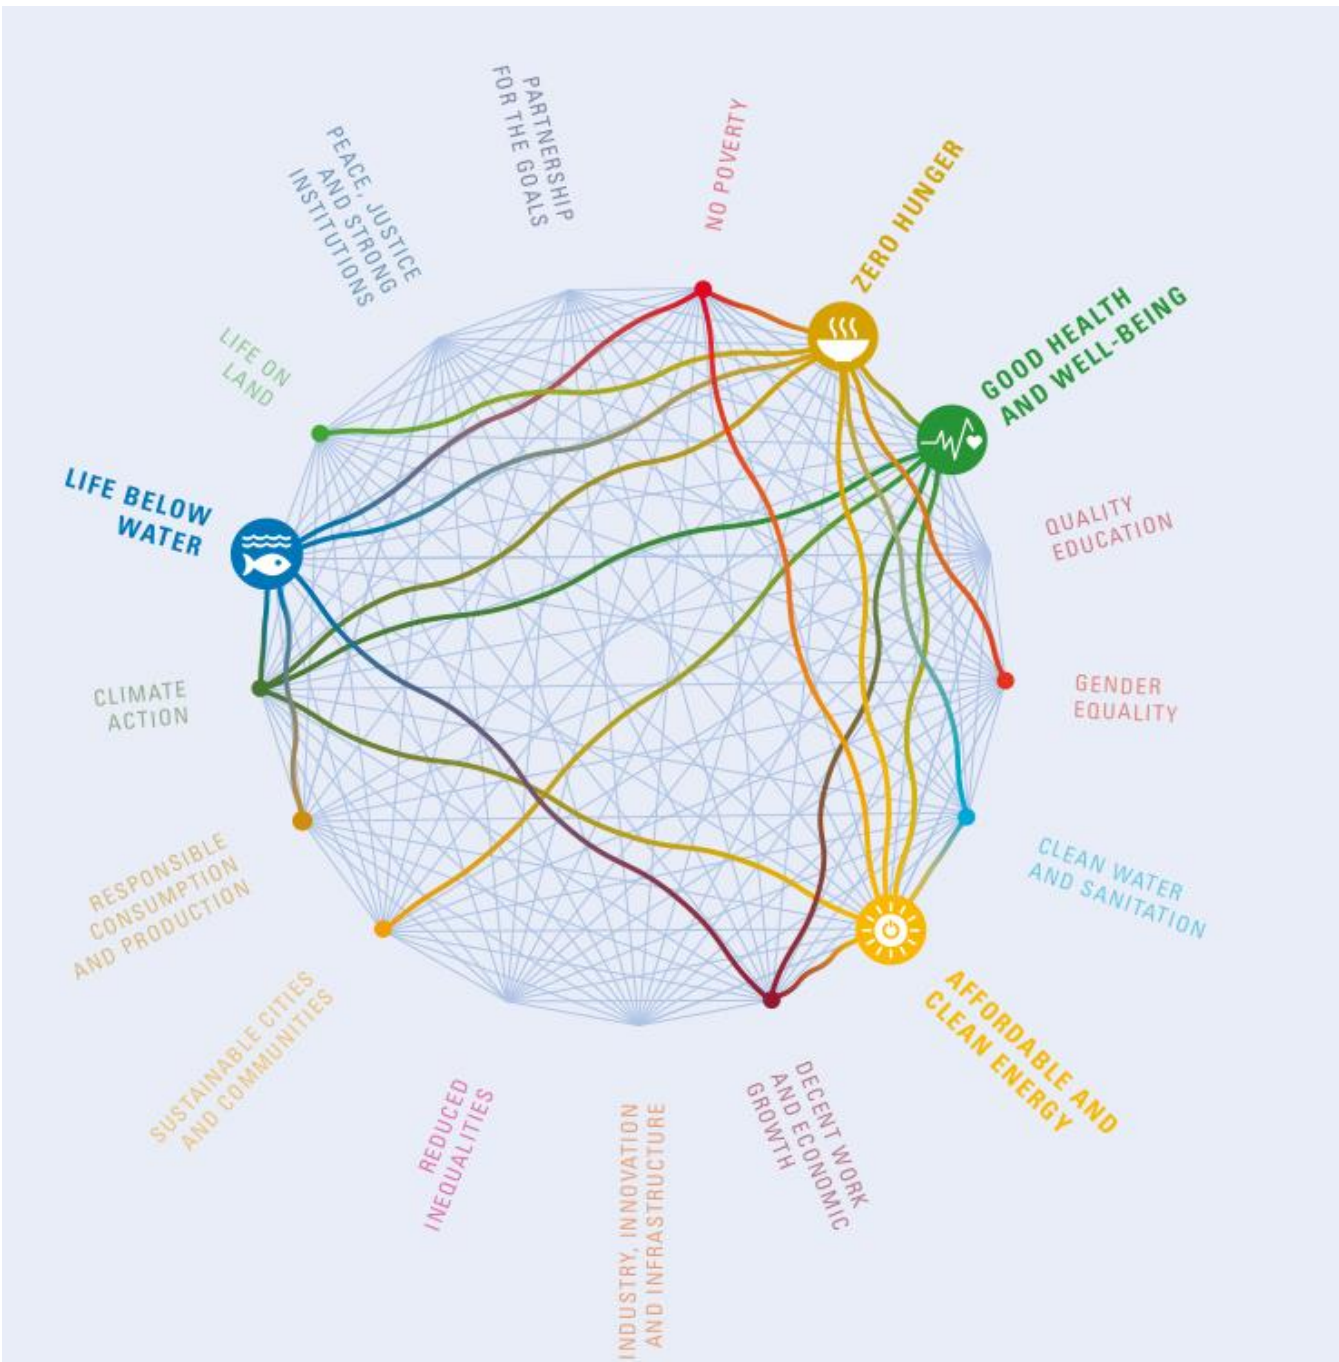 NO POVERTY
ZERO HUNGER
GOOD HEALTH
AND WELL-BEING
QUALITY
EDUCATION
GENDER
EQUALITY
CLEAN WATER
AND SANITATION
AFFORDABLE AND
CLEAN ENERGY
DECENT WORK
AND ECONOMIC
GROWTH
INDUSTRY, INNOVATION
AND INFRASTRUCTURE
REDUCED
INEQUALITIES
SUSTAINABLE CITIES
AND COMMUNITIES
RESPONSIBLE
CONSUMPTION
AND PRODUCTION
CLIMATE
ACTION
LIFE BELOW
WATER
LIFE ON
LAND
PEACE, JUSTICE
AND STRONG
INSTITUTIONS
PARTNERSHIP
FOR THE GOALS